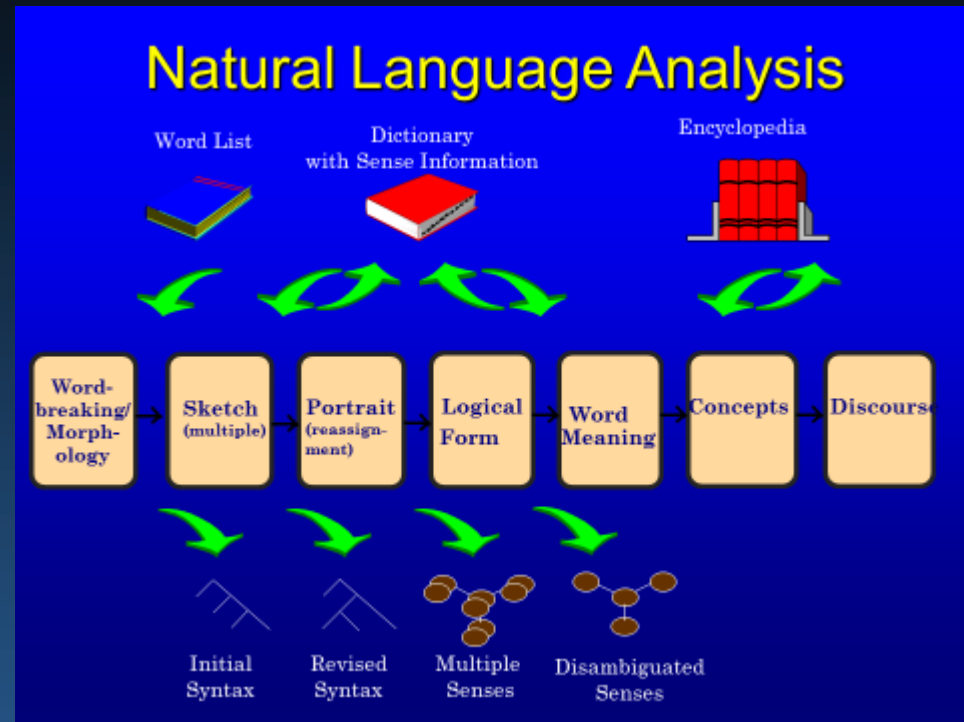 Natural Language Analysis
Word List
Dictionary
with Sense Information
Encyclopedia
Word-
breaking/
Morph-
ology
Sketch
(multiple)
Portrait
(reassign-
ment)
Logical
Form
Word
Meaning
Concepts
Discours
Initial
Syntax
Revised
Syntax
Multiple
Senses
Disambiguated
Senses